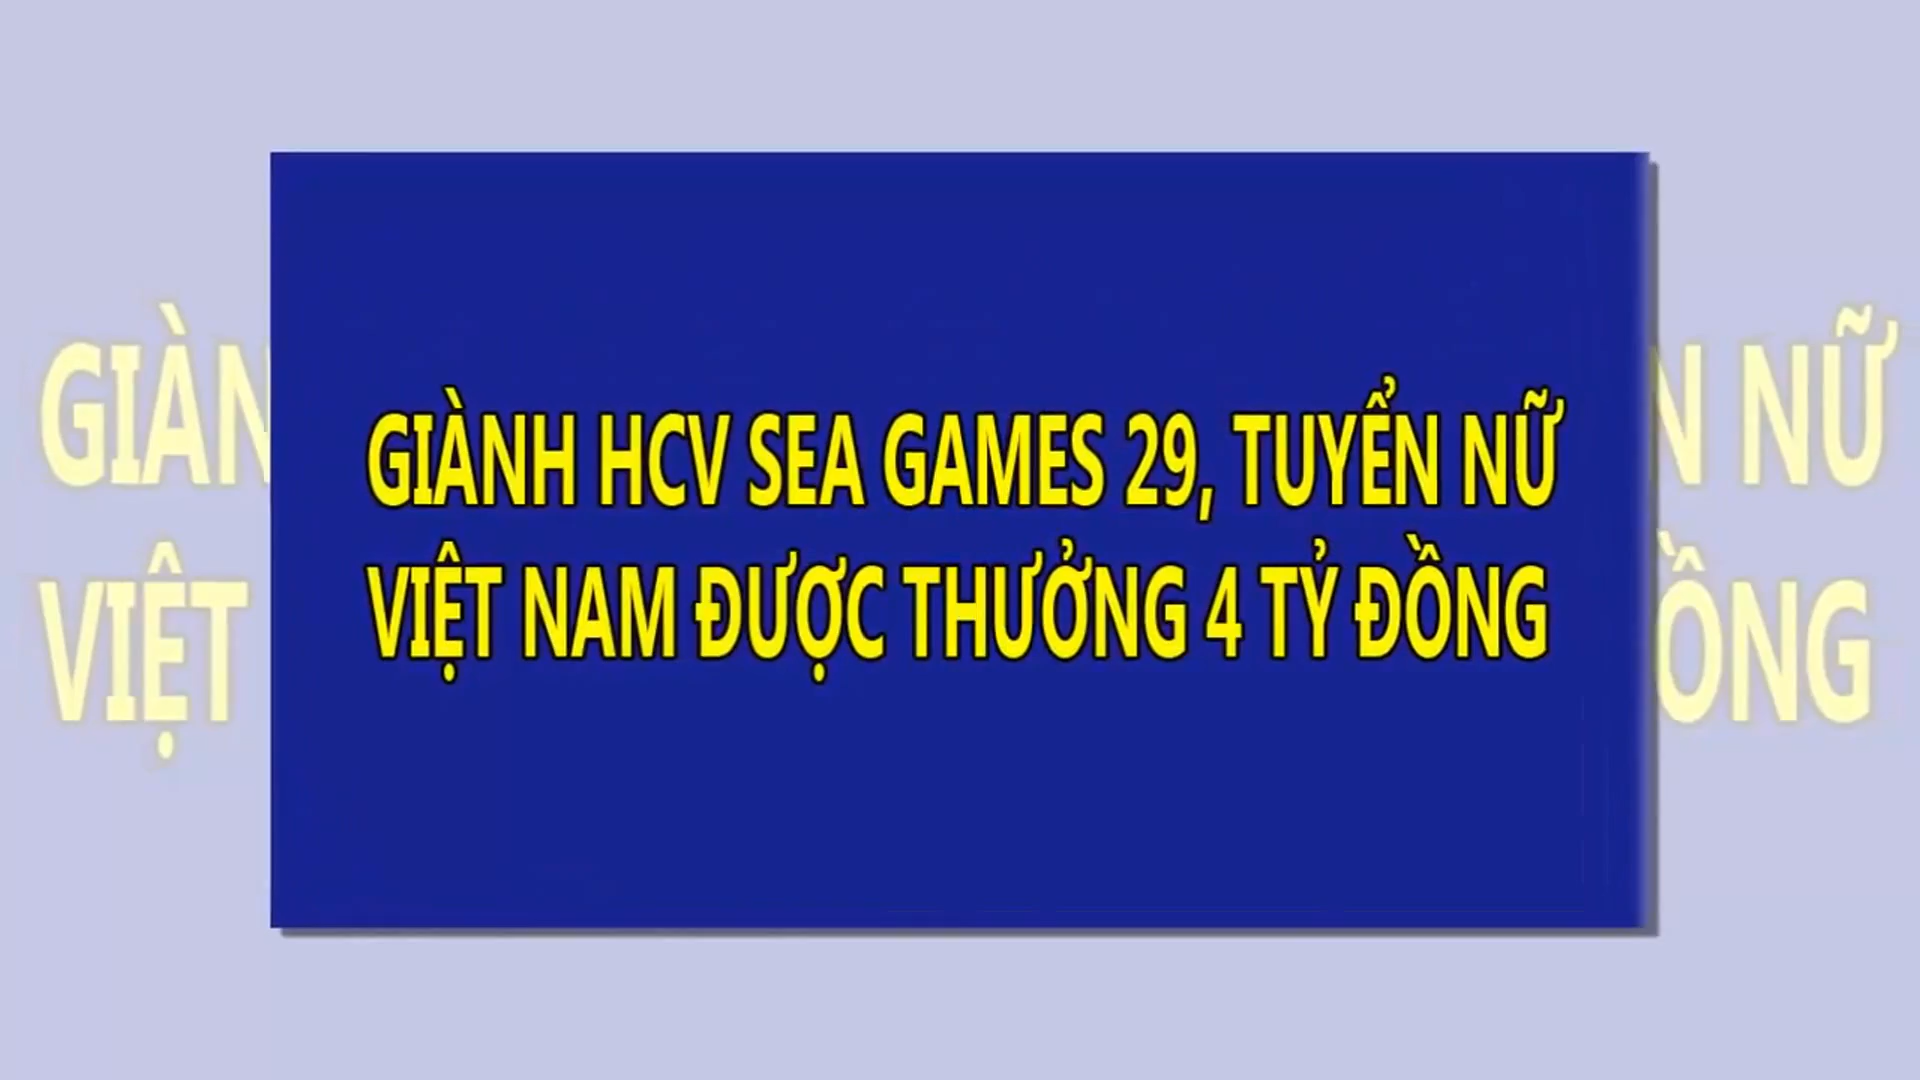 GIÀNH HCV SEA GAMES 29, TUYỂN NỮ
VIỆT NAM ĐƯỢC THƯỞNG 4 TỶ ĐỒNG